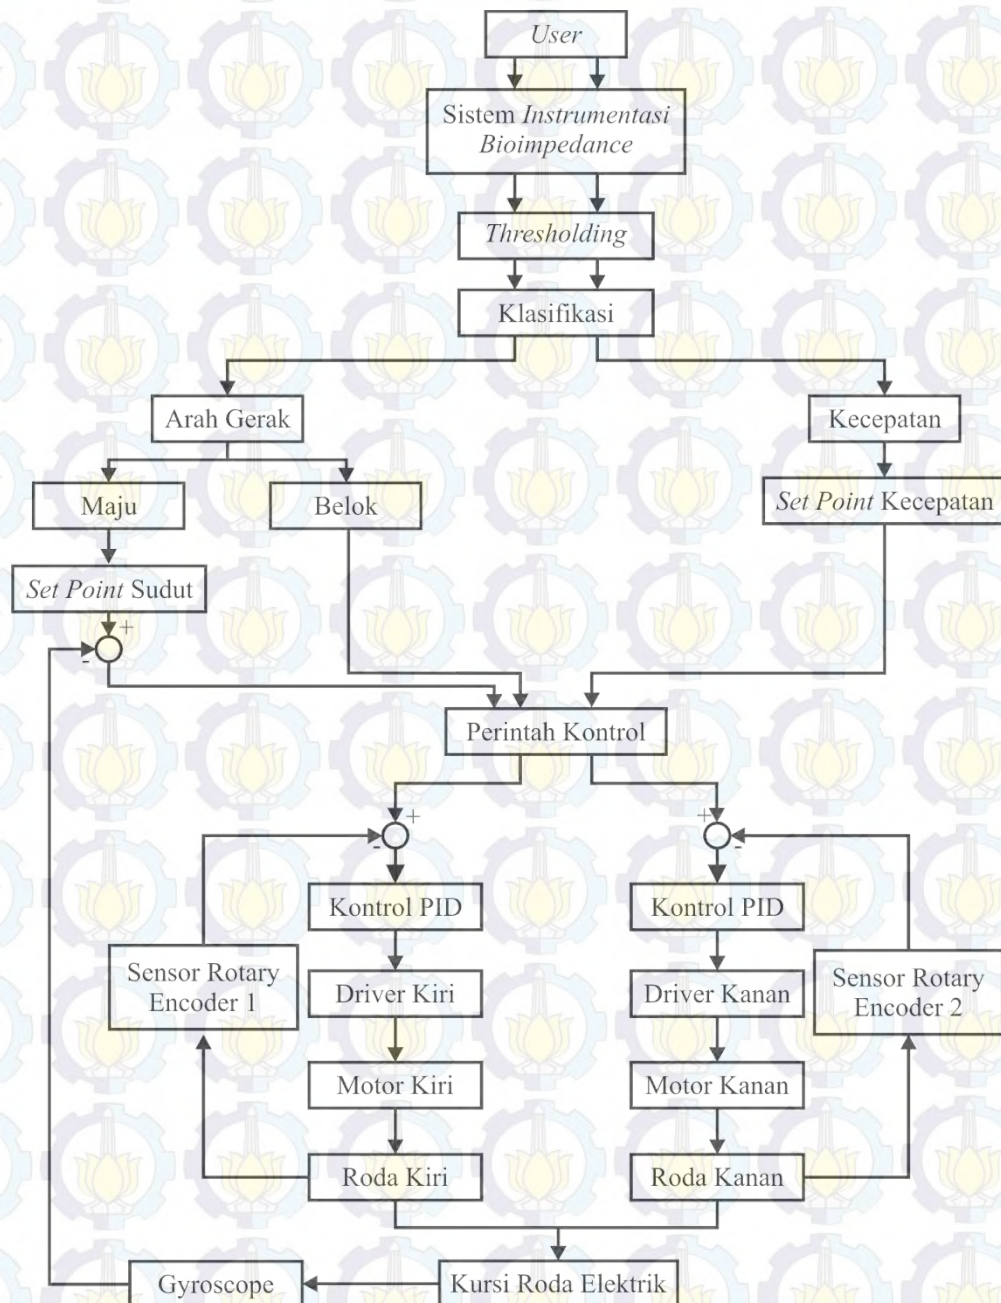 User
Sistem Instrumentasi
Bioimpedance
Thresholding
Klasifikasi
Arah Gerak
Kecepatan
Maju
Belok
Set Point Kecepatan
Set Point Sudut
+
-
Perintah Kontrol
+
-
+
-
Kontrol PID
Kontrol PID
Sensor Rotary
Encoder 1
Driver Kiri
Driver Kanan
Sensor Rotary
Encoder 2
Motor Kiri
Motor Kanan
Roda Kiri
Roda Kanan
Gyroscope
Kursi Roda Elektrik